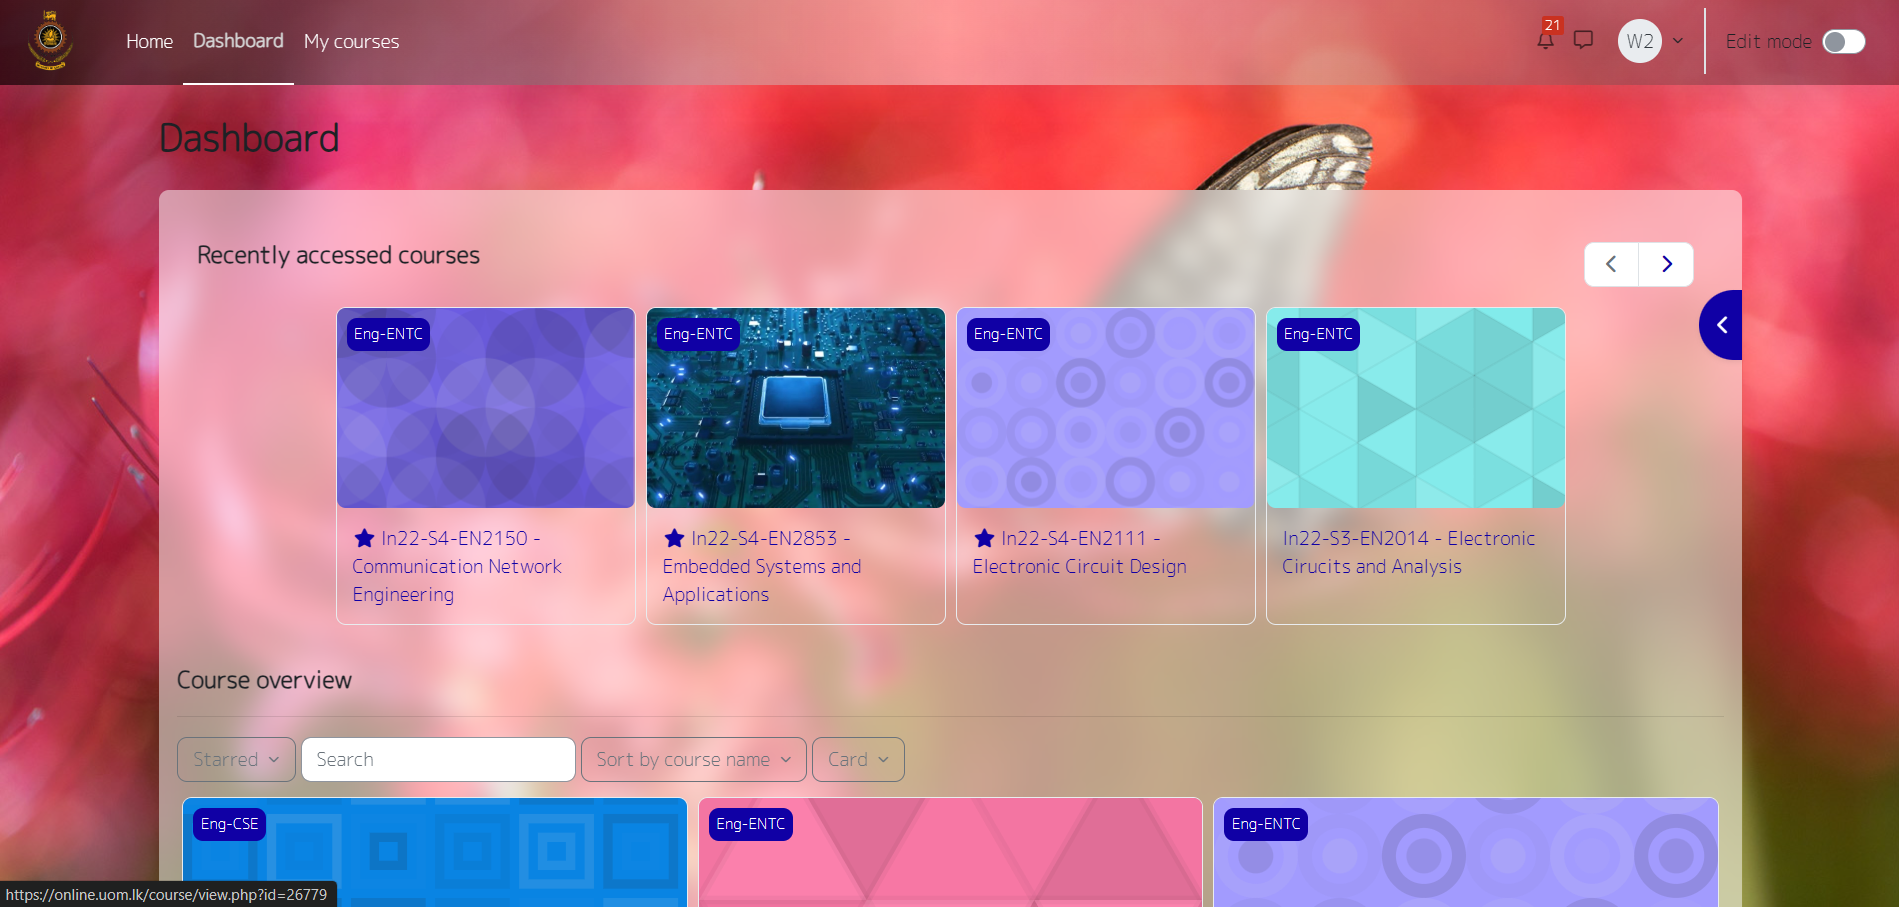 Home
Dashboard
My courses
21
W2
Edit mode
Dashboard
Recently accessed courses
Eng-ENTC
In22-S4-EN2150 -
Communication Network
Engineering
Eng-ENTC
In22-S4-EN2853 -
Embedded Systems and
Applications
Eng-ENTC
In22-S4-EN2111 -
Electronic Circuit Design
Eng-ENTC
In22-S3-EN2014 - Electronic
Cirucits and Analysis
Course overview
Starred
Search
Sort by course name
Card
Eng-CSE
Eng-ENTC
Eng-ENTC
https://online.uom.lk/course/view.php?id=26779